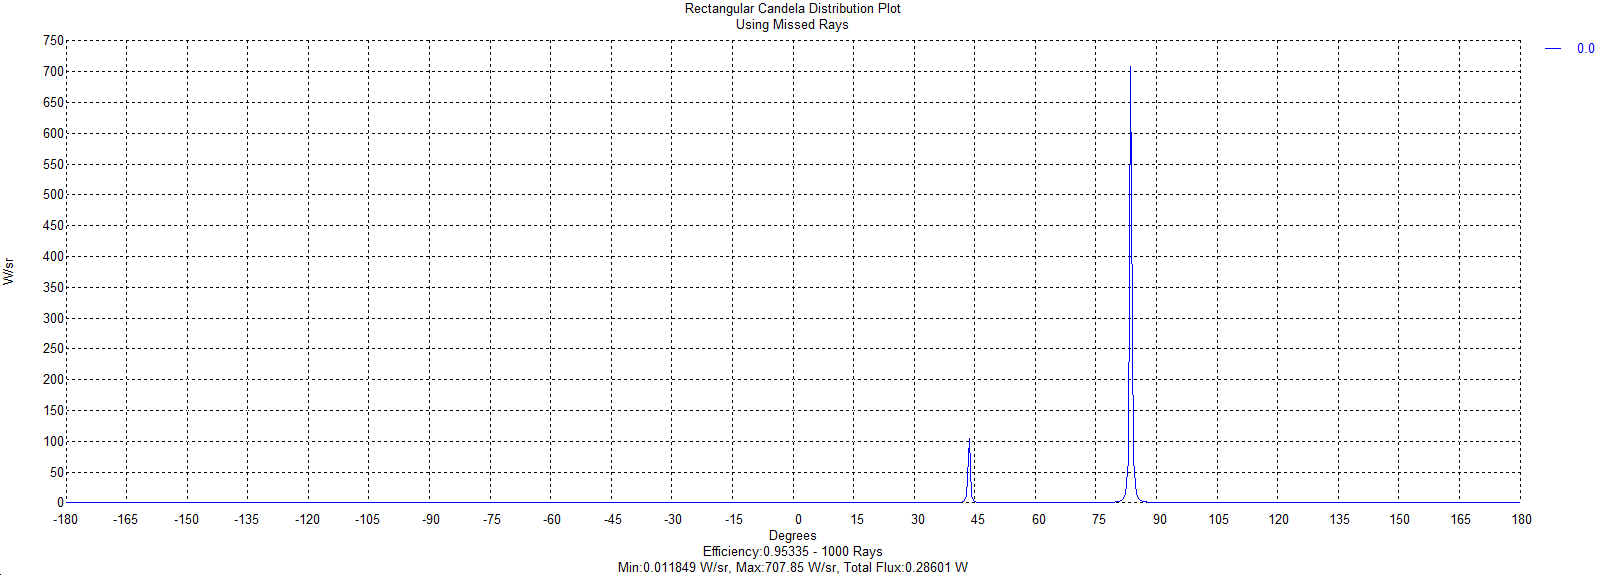 Rectangular Candela Distribution Plot
Using Missed Rays
0.0
750
700
650
600
550
500
450
400
350
300
250
200
150
100
50
0
W/sr
-180 -165 -150 -135 -120 -105 -90 -75 -60 -45 -30 -15 0 15 30 45 60 75 90 105 120 135 150 165 180
Degrees
Efficiency:0.95335 - 1000 Rays
Min:0.011849 W/sr, Max:707.85 W/sr, Total Flux:0.28601 W